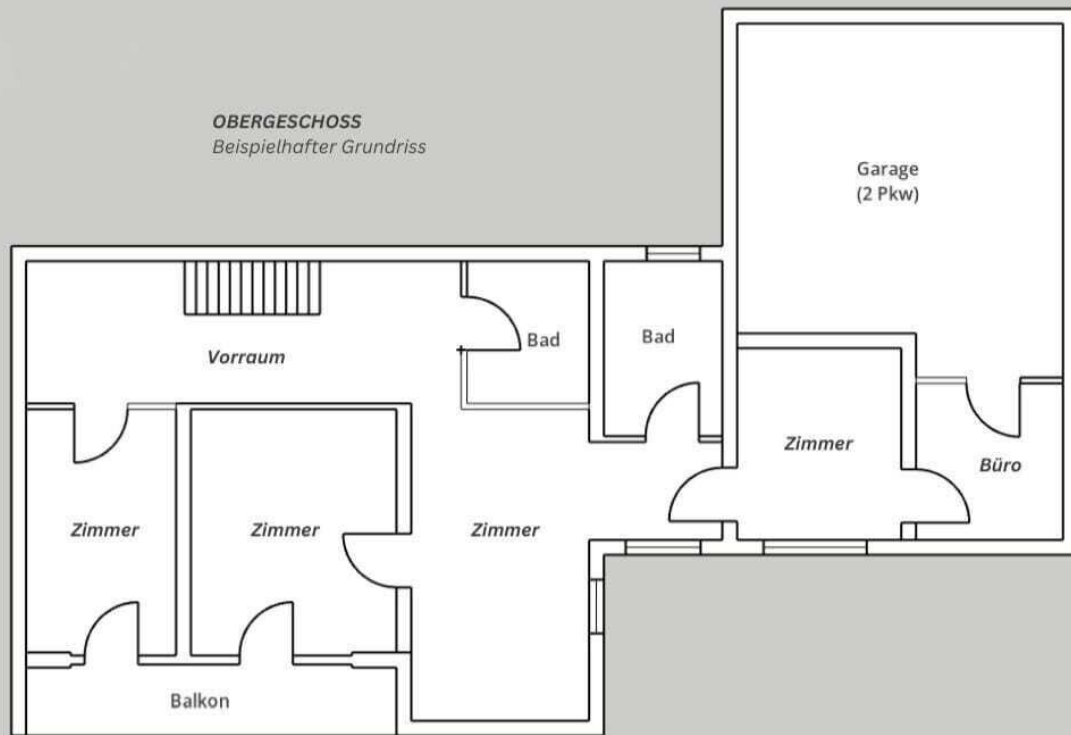 OBERGESCHOSS
Beispielhafter Grundriss
Garage
(2 Pkw)
Bad
Bad
Vorraum
Zimmer
Büro
Zimmer
Zimmer
Zimmer
Balkon